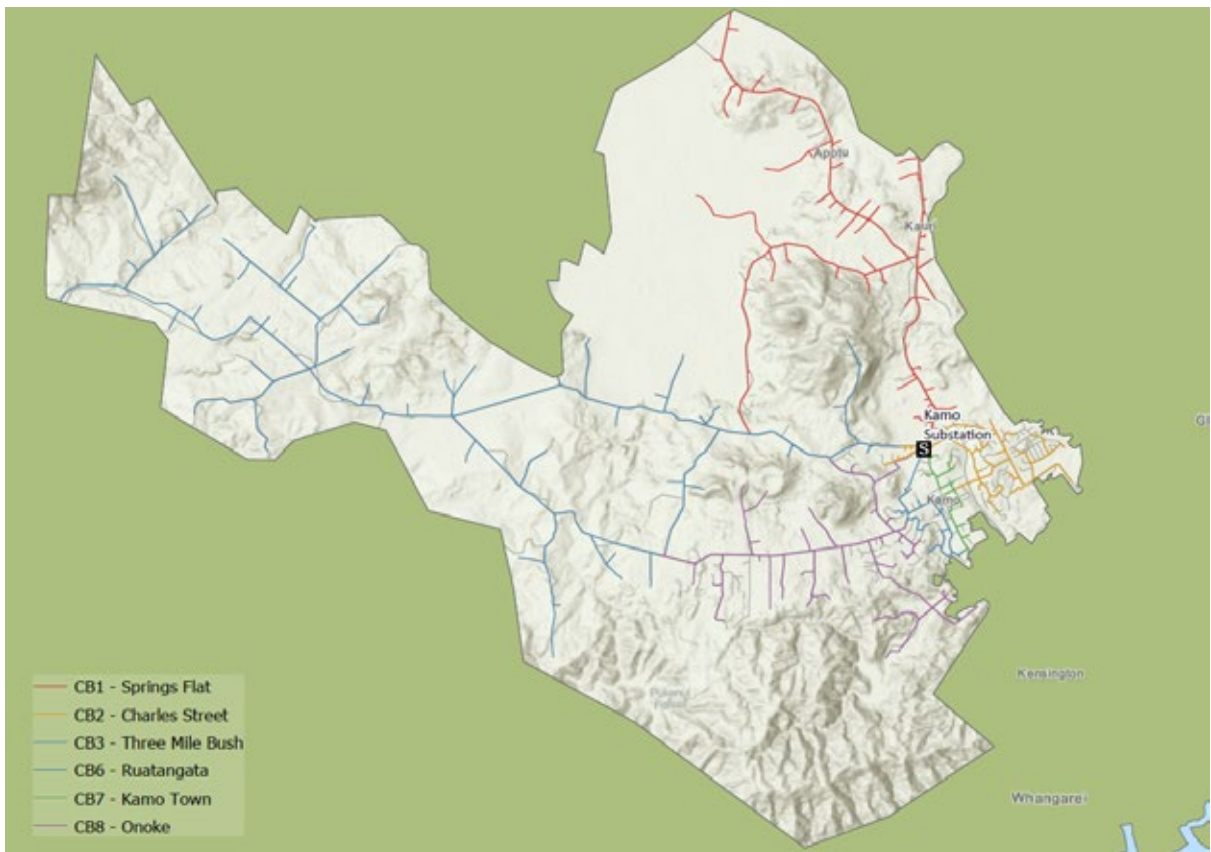 Apotu
Kauri
Kamo
Substation
S
Kamo
Kensington
Whangarei
CB1 - Springs Flat
CB2 - Charles Street
CB3 - Three Mile Bush
CB6 - Ruatangata
CB7 - Kamo Town
CB8 - Onoke